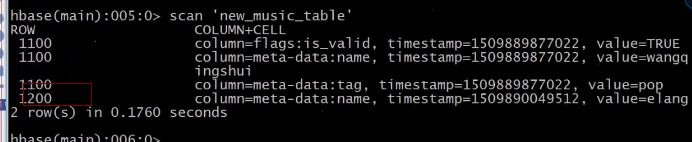 hbase(main):005:0> scan 'new_music_table'
ROW COLUMN+CELL
1100 column=flags:is_valid, timestamp=1509889877022, value=TRUE
1100 column=meta-data:name, timestamp=1509889877022, value=wangq
ingshui
1100 column=meta-data:tag, timestamp=1509889877022, value=pop
1200 column=meta-data:name, timestamp=1509890049512, value=elang
2 row(s) in 0.1760 seconds
hbase(main):006:0>